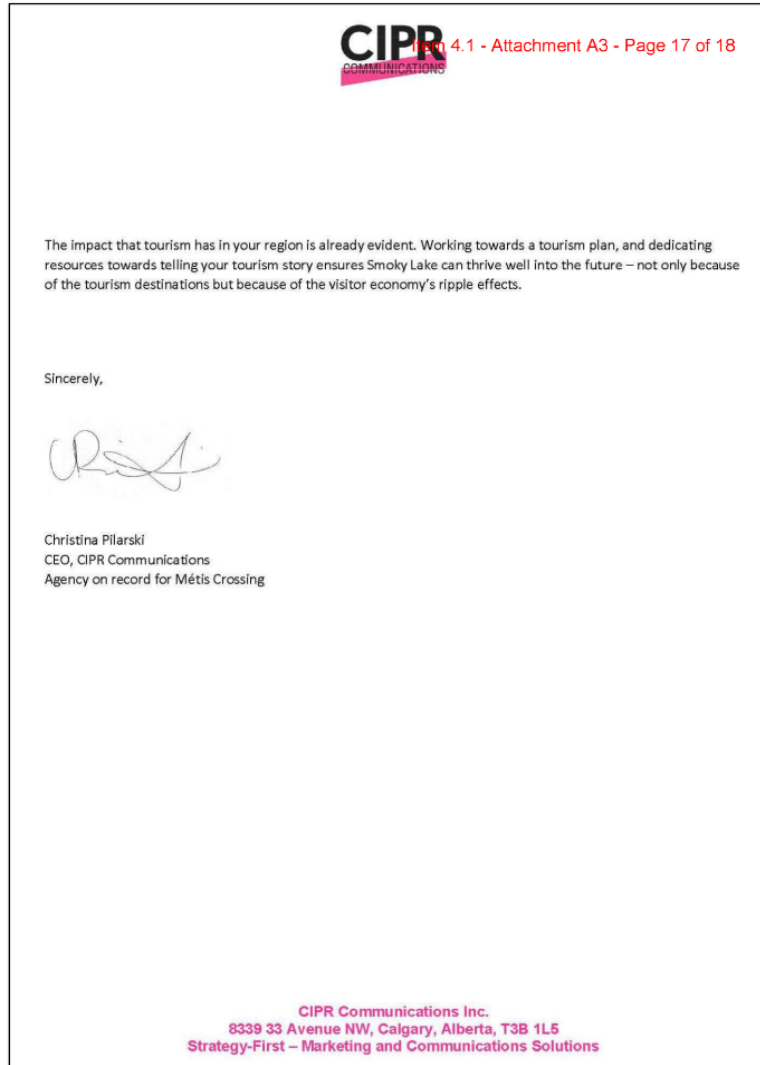 CIPR
COMMUNICATIONS
Item 4.1 - Attachment A3 - Page 17 of 18
The impact that tourism has in your region is already evident. Working towards a tourism plan, and dedicating
resources towards telling your tourism story ensures Smoky Lake can thrive well into the future – not only because
of the tourism destinations but because of the visitor economy's ripple effects.
Sincerely,
Christina Pilarski
CEO, CIPR Communications
Agency on record for Métis Crossing
CIPR Communications Inc.
8339 33 Avenue NW, Calgary, Alberta, T3B 1L5
Strategy-First – Marketing and Communications Solutions